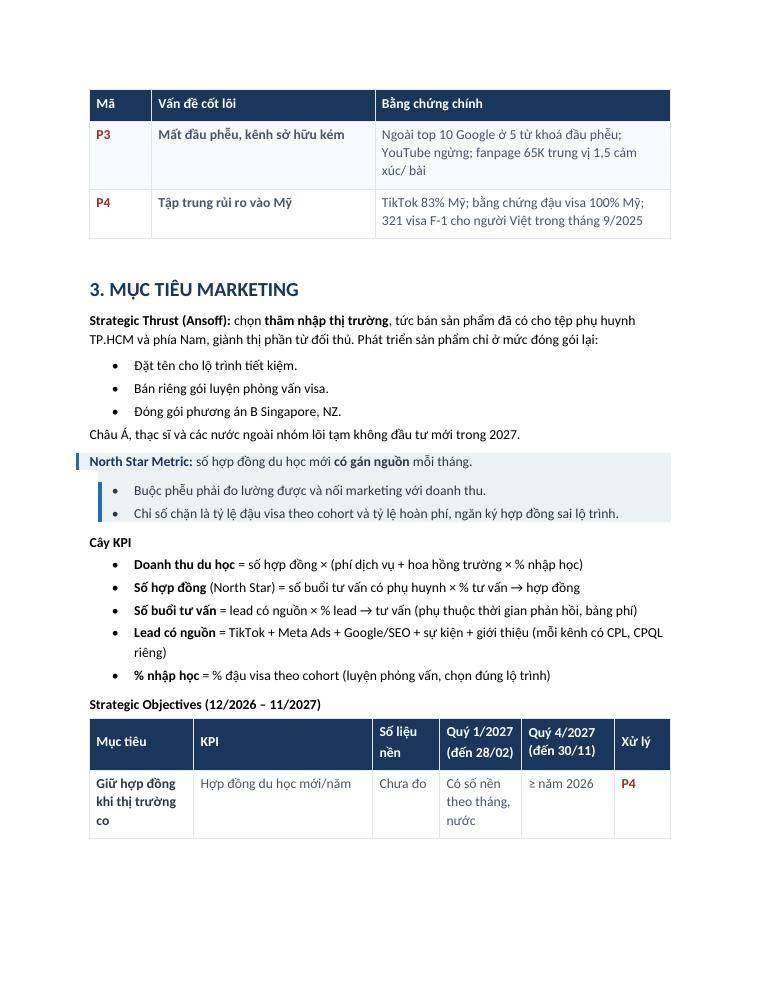 Mã Vấn đề cốt lõi Bằng chứng chính
P3 Mất đầu phễu, kênh sở hữu kém Ngoài top 10 Google ở 5 từ khoá đầu phễu;
YouTube ngừng; fanpage 65K trung vị 1,5 cảm
xúc/ bài
P4 Tập trung rủi ro vào Mỹ TikTok 83% Mỹ; bằng chứng đậu visa 100% Mỹ;
321 visa F-1 cho người Việt trong tháng 9/2025
3. MỤC TIÊU MARKETING
Strategic Thrust (Ansoff): chọn thâm nhập thị trường, tức bán sản phẩm đã có cho tệp phụ huynh
TP.HCM và phía Nam, giành thị phần từ đối thủ. Phát triển sản phẩm chỉ ở mức đóng gói lại:
• Đặt tên cho lộ trình tiết kiệm.
• Bán riêng gói luyện phỏng vấn visa.
• Đóng gói phương án B Singapore, NZ.
Châu Á, thạc sĩ và các nước ngoài nhóm lõi tạm không đầu tư mới trong 2027.
North Star Metric: số hợp đồng du học mới có gán nguồn mỗi tháng.
• Buộc phễu phải đo lường được và nối marketing với doanh thu.
• Chỉ số chặn là tỷ lệ đậu visa theo cohort và tỷ lệ hoàn phí, ngăn ký hợp đồng sai lộ trình.
Cây KPI
• Doanh thu du học = số hợp đồng × (phí dịch vụ + hoa hồng trường × % nhập học)
• Số hợp đồng (North Star) = số buổi tư vấn có phụ huynh × % tư vấn → hợp đồng
• Số buổi tư vấn = lead có nguồn × % lead → tư vấn (phụ thuộc thời gian phản hồi, bảng phí)
• Lead có nguồn = TikTok + Meta Ads + Google/SEO + sự kiện + giới thiệu (mỗi kênh có CPL, CPQL
riêng)
• % nhập học = % đậu visa theo cohort (luyện phỏng vấn, chọn đúng lộ trình)
Strategic Objectives (12/2026 – 11/2027)
Mục tiêu KPI Số liệu nền Quý 1/2027 (đến 28/02) Quý 4/2027 (đến 30/11) Xử lý
Giữ hợp đồng Hợp đồng du học mới/năm Chưa đo Có số nền ≥ năm 2026 P4
khi thị trường theo tháng,
co nước